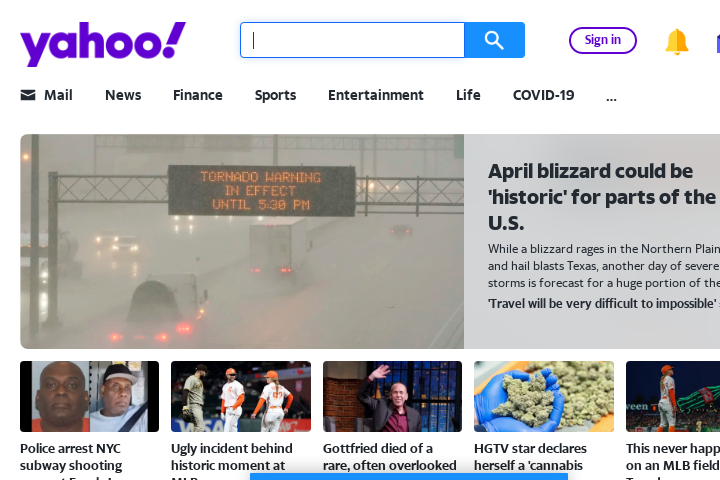 yahoo!
Sign in
Mail
News
Finance
Sports
Entertainment
Life
COVID-19
...
TORNADO WARNING
IN EFFECT
UNTIL 5:30 PM
April blizzard could be
'historic' for parts of the
U.S.
While a blizzard rages in the Northern Plain
and hail blasts Texas, another day of severe
storms is forecast for a huge portion of the
'Travel will be very difficult to impossible'
Police arrest NYC
subway shooting
Ugly incident behind
historic moment at
Gottfried died of a
rare, often overlooked
HGTV star declares
herself a 'cannabis
This never happ
on an MLB field